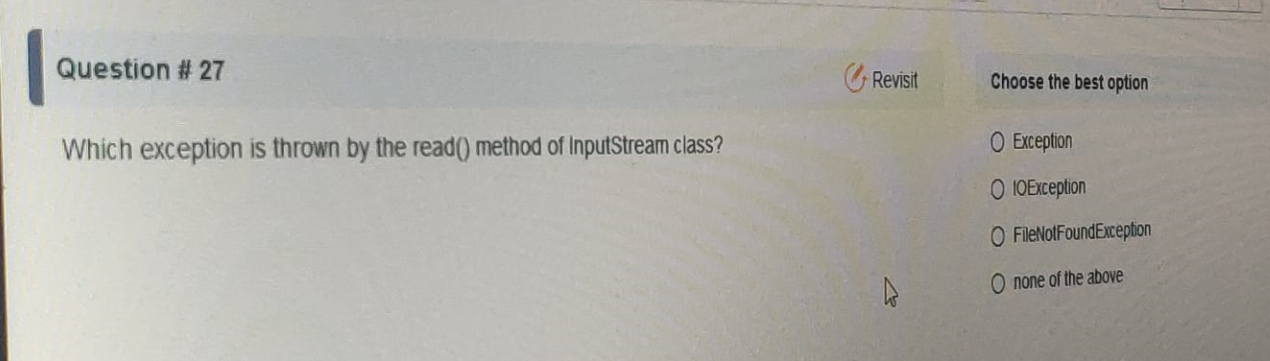 Question # 27
Revisit
Which exception is thrown by the read() method of InputStream class?
Choose the best option
Exception
IOException
FileNotFoundException
none of the above